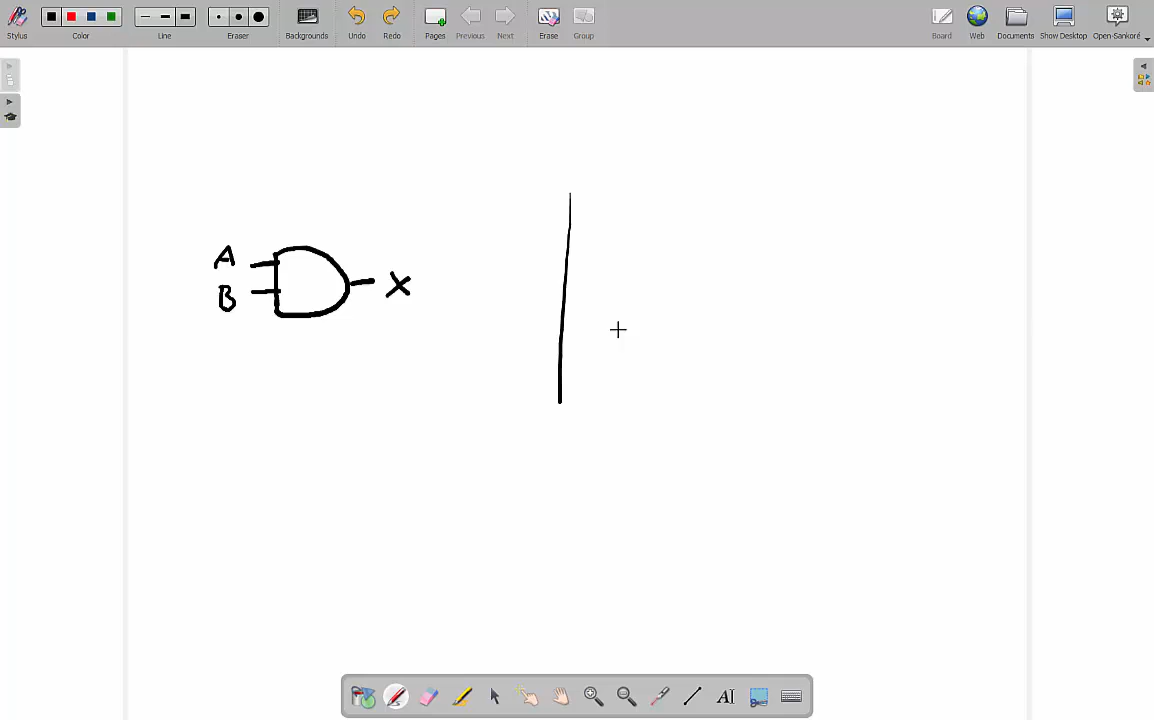 Stylus Color Line Eraser Backgrounds Undo Redo Pages Previous Next Erase Group Board Web Documents Show Desktop Open-Sankoré
A
B
X
AI